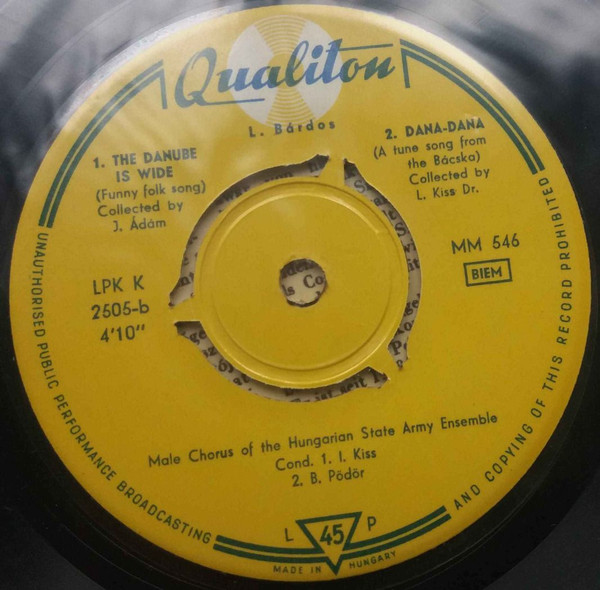 Qualiton
L. Bárdos
1. THE DANUBE
IS WIDE
(Funny folk song)
Collected by
J. Ádám
2. DANA-DANA
(A tune song from
the Bácska)
Collected by
L. Kiss Dr.
LPK K
2505-b
4'10"
MM 546
BIEM
Male Chorus of the Hungarian State Army Ensemble
Cond. 1. I. Kiss
2. B. Pödör
L 45 P
MADE IN HUNGARY
UNAUTHORISED PUBLIC PERFORMANCE BROADCASTING AND COPYING OF THIS RECORD PROHIBITED